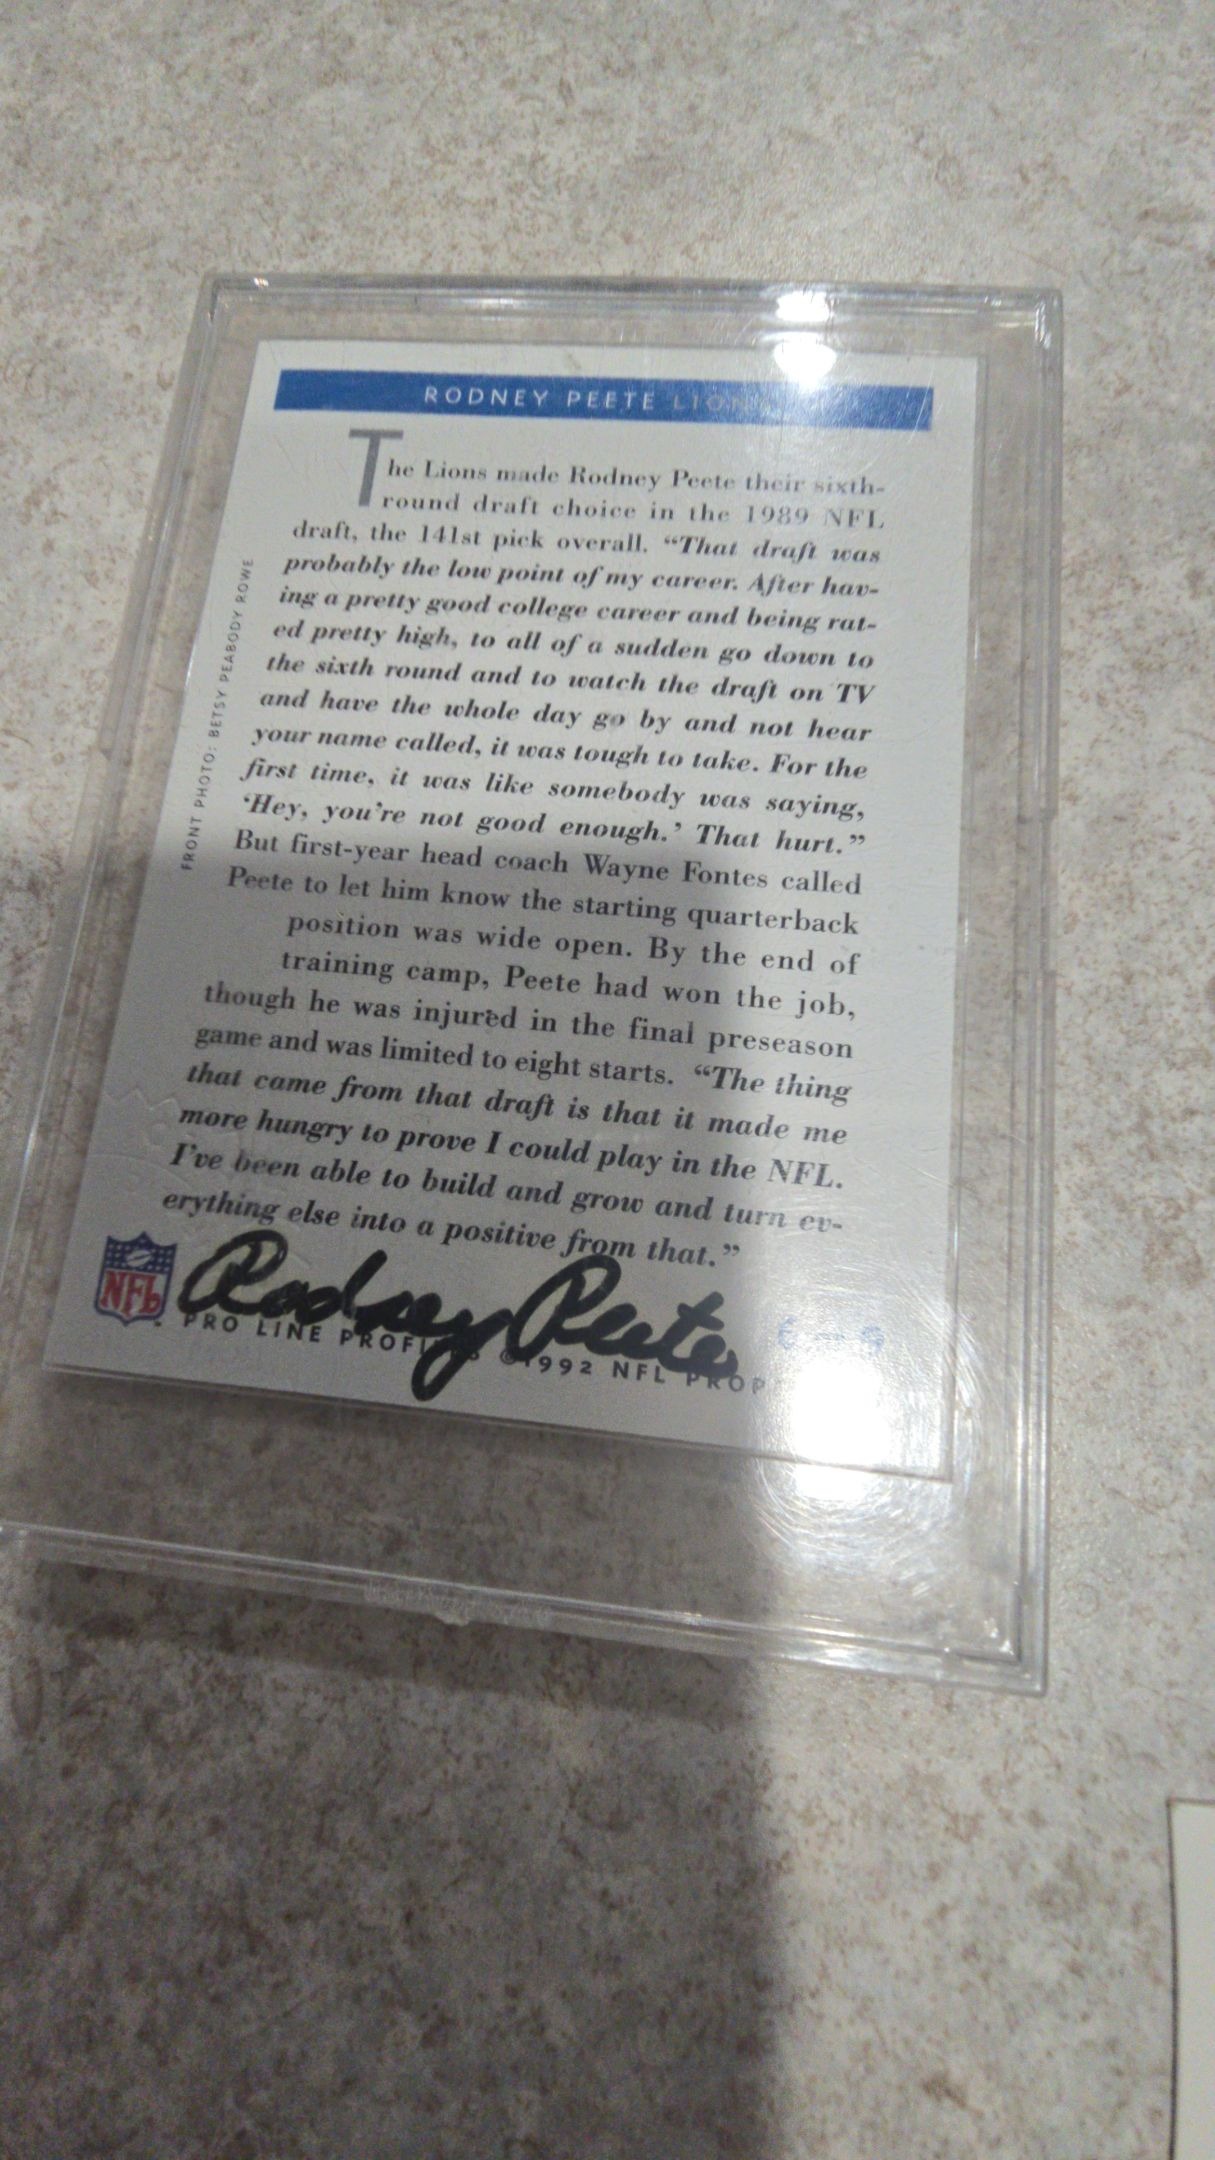 RODNEY PEETE LIONS
The Lions made Rodney Peete their sixth-
round draft choice in the 1989 NFL
draft, the 141st pick overall. “That draft was
probably the low point of my career. After hav-
ing a pretty good college career and being rat-
ed pretty high, to all of a sudden go down to
the sixth round and to watch the draft on TV
and have the whole day go by and not hear
your name called, it was tough to take. For the
first time, it was like somebody was saying,
‘Hey, you’re not good enough.’ That hurt.”
But first-year head coach Wayne Fontes called
Peete to let him know the starting quarterback
position was wide open. By the end of
training camp, Peete had won the job,
though he was injured in the final preseason
game and was limited to eight starts. “The thing
that came from that draft is that it made me
more hungry to prove I could play in the NFL.
I’ve been able to build and grow and turn ev-
erything else into a positive from that.”
FRONT PHOTO: BETSY PEABODY ROWE
NFL
Rodney Peete
PRO LINE PROFILES ©1992 NFL PROP